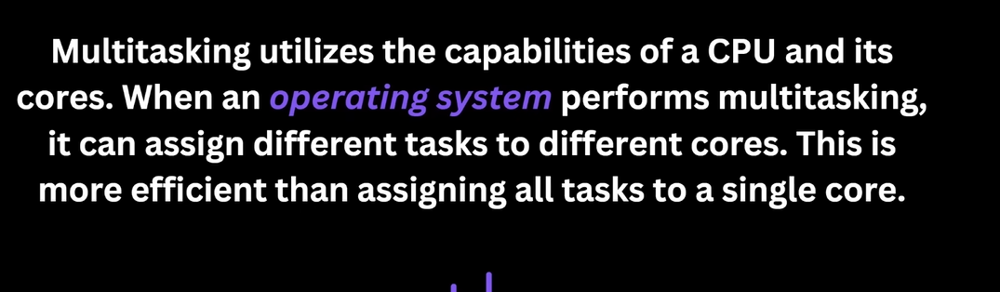 Multitasking utilizes the capabilities of a CPU and its
cores. When an operating system performs multitasking,
it can assign different tasks to different cores. This is
more efficient than assigning all tasks to a single core.